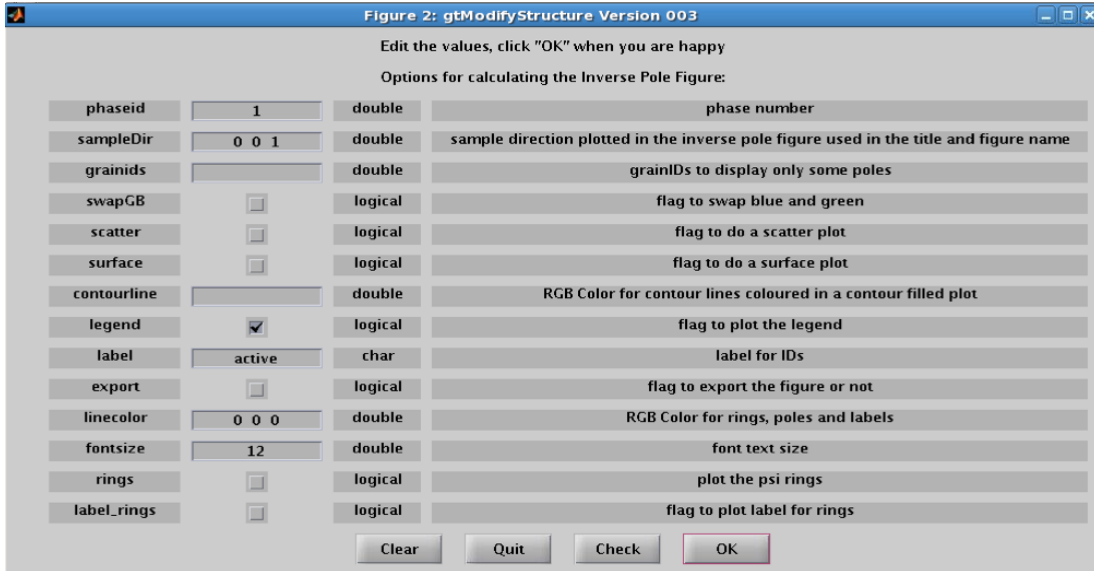 Figure 2: gtModifyStructure Version 003
Edit the values, click "OK" when you are happy
Options for calculating the Inverse Pole Figure:
phaseid 1 double phase number
sampleDir 0 0 1 double sample direction plotted in the inverse pole figure used in the title and figure name
grainids double grainIDs to display only some poles
swapGB logical flag to swap blue and green
scatter logical flag to do a scatter plot
surface logical flag to do a surface plot
contourline double RGB Color for contour lines coloured in a contour filled plot
legend logical flag to plot the legend
label active char label for IDs
export logical flag to export the figure or not
linecolor 0 0 0 double RGB Color for rings, poles and labels
fontsize 12 double font text size
rings logical plot the psi rings
label_rings logical flag to plot label for rings
Clear Quit Check OK